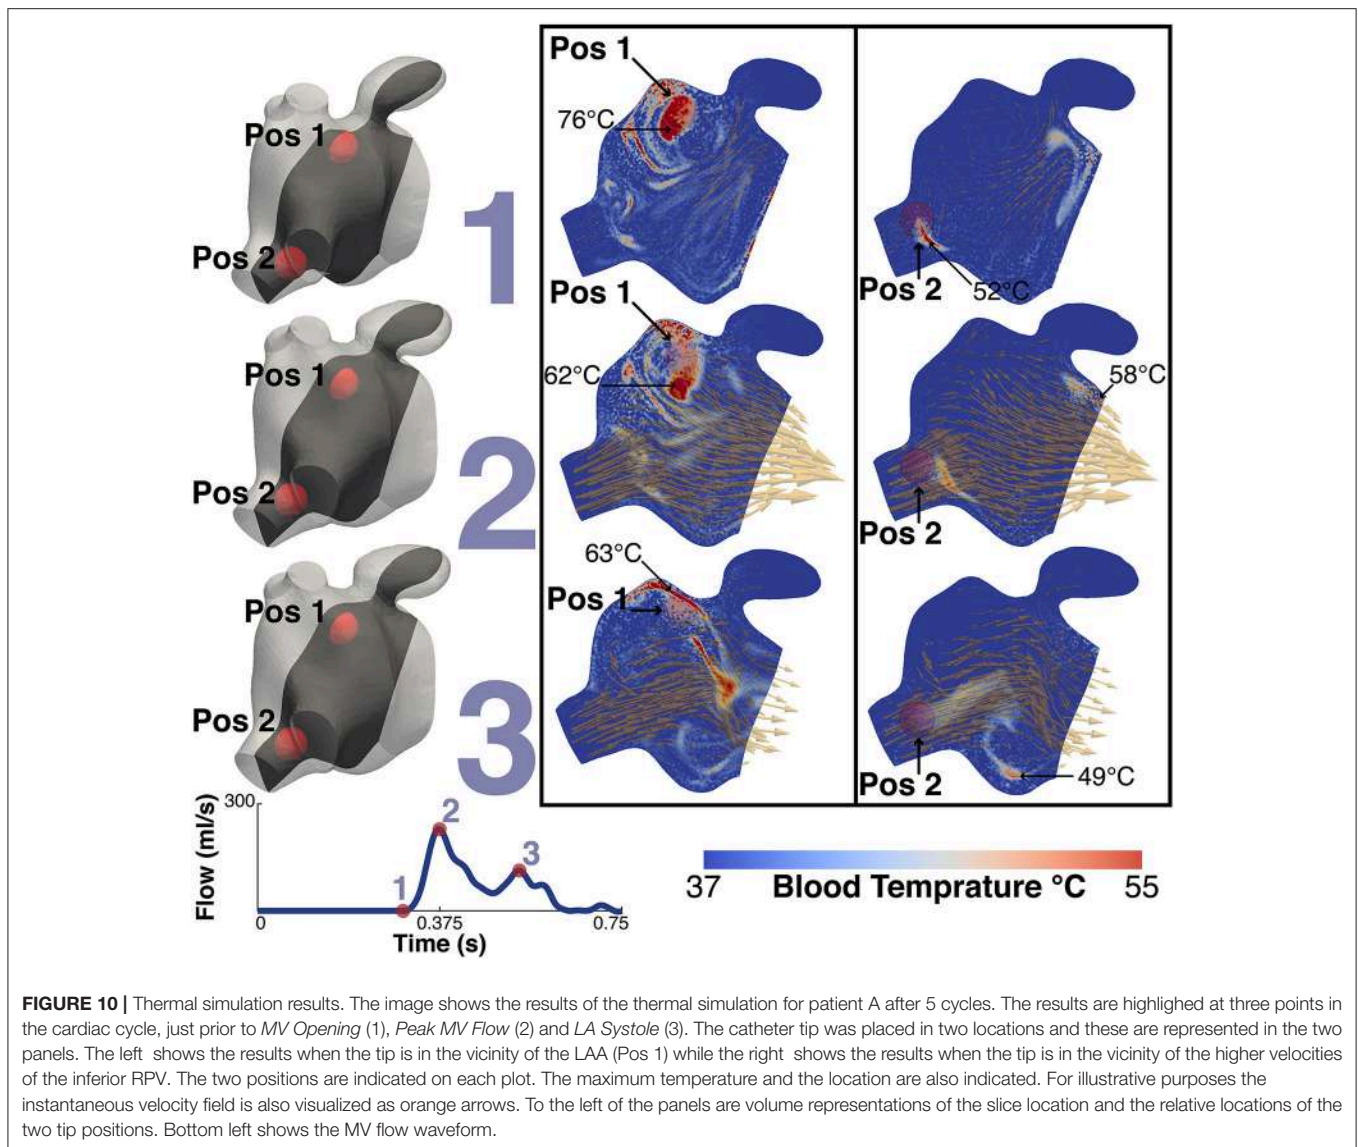 Pos 1
Pos 2
1
Pos 1
76°C
Pos 2
52°C
Pos 1
Pos 2
2
Pos 1
62°C
58°C
Pos 2
Pos 1
Pos 2
3
63°C
Pos 1
Pos 2
49°C
300
Flow (ml/s)
1
2
3
0
0.375
0.75
Time (s)
37
Blood Temprature °C
55
FIGURE 10 | Thermal simulation results. The image shows the results of the thermal simulation for patient A after 5 cycles. The results are highlighed at three points in
the cardiac cycle, just prior to MV Opening (1), Peak MV Flow (2) and LA Systole (3). The catheter tip was placed in two locations and these are represented in the two
panels. The left shows the results when the tip is in the vicinity of the LAA (Pos 1) while the right shows the results when the tip is in the vicinity of the higher velocities
of the inferior RPV. The two positions are indicated on each plot. The maximum temperature and the location are also indicated. For illustrative purposes the
instantaneous velocity field is also visualized as orange arrows. To the left of the panels are volume representations of the slice location and the relative locations of the
two tip positions. Bottom left shows the MV flow waveform.